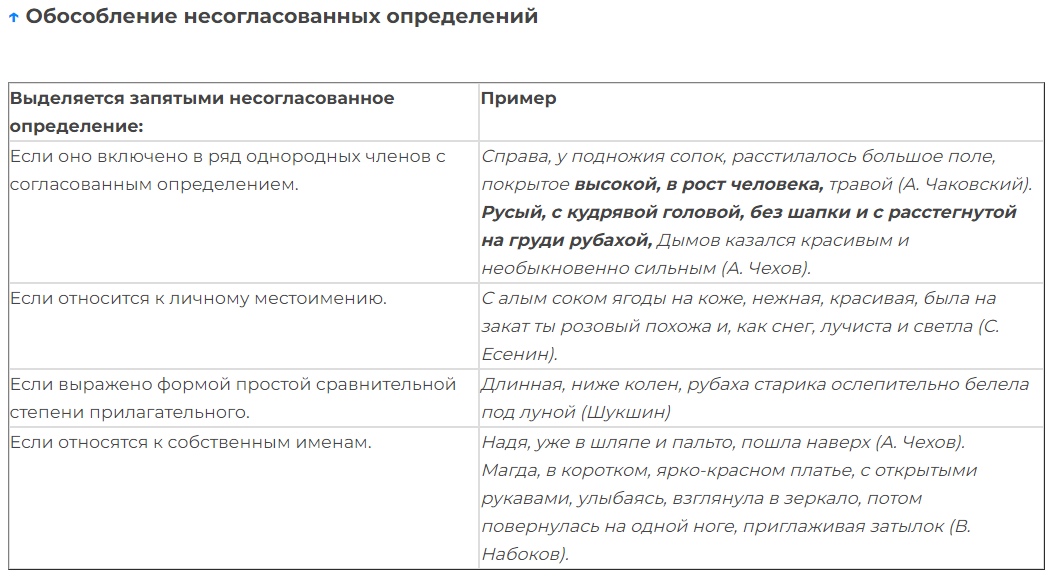 ↑ Обособление несогласованных определений
Выделяется запятыми несогласованное
определение:
Пример
Если оно включено в ряд однородных членов с
согласованным определением.
Справа, у подножия сопок, расстилалось большое поле,
покрытое высокой, в рост человека, травой (А. Чаковский).
Русый, с кудрявой головой, без шапки и с расстегнутой
на груди рубахой, Дымов казался красивым и
необыкновенно сильным (А. Чехов).
Если относится к личному местоимению.
С алым соком ягоды на коже, нежная, красивая, была на
закат ты розовый похожа и, как снег, лучиста и светла (С.
Есенин).
Если выражено формой простой сравнительной
степени прилагательного.
Длинная, ниже колен, рубаха старика ослепительно белела
под луной (Шукшин)
Если относятся к собственным именам.
Надя, уже в шляпе и пальто, пошла наверх (А. Чехов).
Магда, в коротком, ярко-красном платье, с открытыми
рукавами, улыбаясь, взглянула в зеркало, потом
повернулась на одной ноге, приглаживая затылок (В.
Набоков).